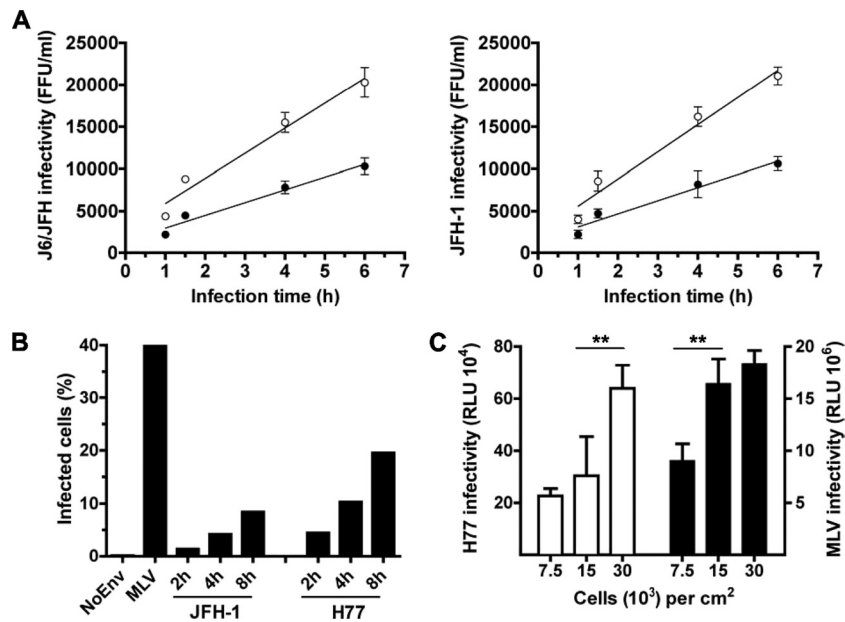 A
J6/JFH infectivity (FFU/ml)
25000
20000
15000
10000
5000
0
0 1 2 3 4 5 6 7
Infection time (h)
JFH-1 infectivity (FFU/ml)
25000
20000
15000
10000
5000
0
0 1 2 3 4 5 6 7
Infection time (h)
B
Infected cells (%)
40
30
20
10
0
NoEnv MLV 2h 4h 8h 2h 4h 8h
JFH-1 H77
C
H77 infectivity (RLU 10⁴)
80
60
40
20
** **
MLV infectivity (RLU 10⁶)
20
15
10
5
7.5 15 30 7.5 15 30
Cells (10³) per cm²